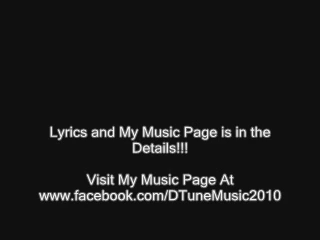 Lyrics and My Music Page is in the
Details!!!
Visit My Music Page At
www.facebook.com/DTuneMusic2010